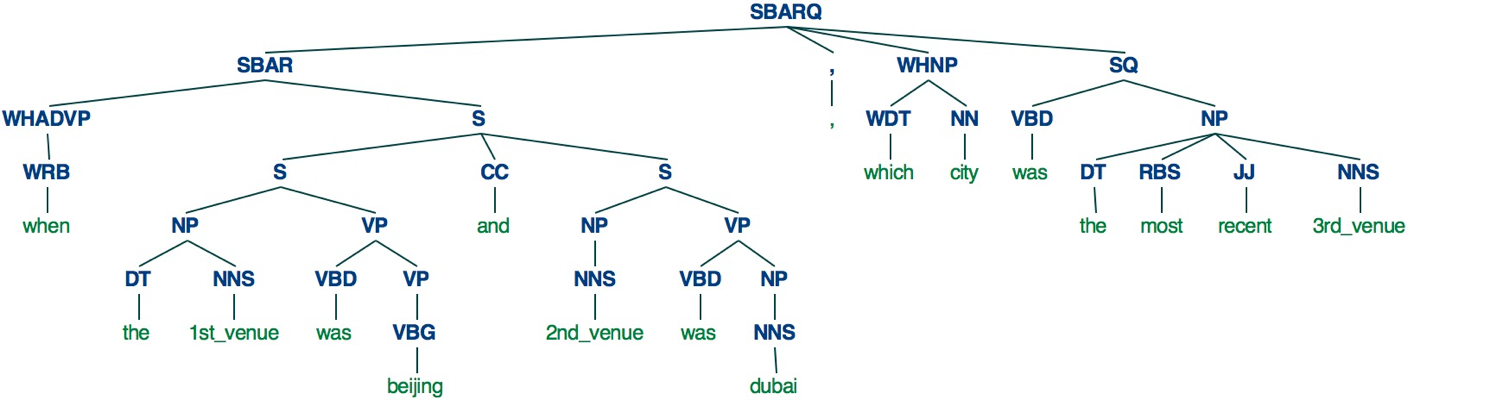 SBARQ
SBAR , WHNP SQ
WHADVP S , WDT NN VBD NP
WRB S CC S which city was DT RBS JJ NNS
when NP VP and NP VP the most recent 3rd_venue
DT NNS VBD VP NNS VBD NP
the 1st_venue was VBG 2nd_venue was NNS
beijing dubai